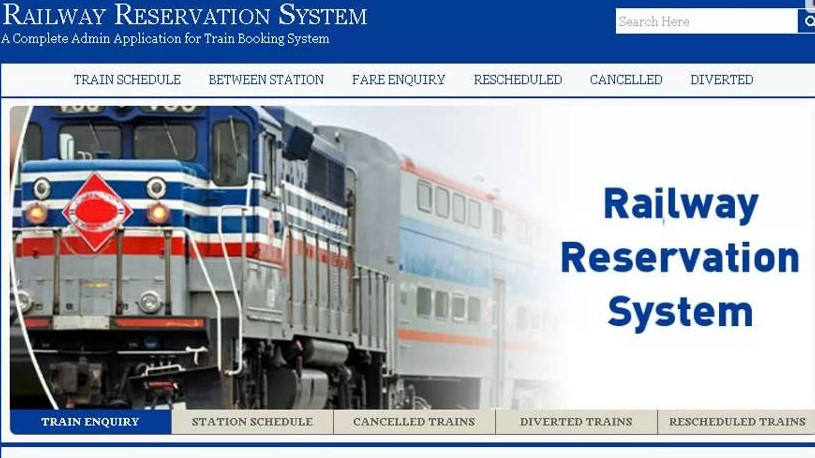 RAILWAY RESERVATION SYSTEM
A Complete Admin Application for Train Booking System
Search Here
TRAIN SCHEDULE BETWEEN STATION FARE ENQUIRY RESCHEDULED CANCELLED DIVERTED
Railway
Reservation
System
TRAIN ENQUIRY STATION SCHEDULE CANCELLED TRAINS DIVERTED TRAINS RESCHEDULED TRAINS